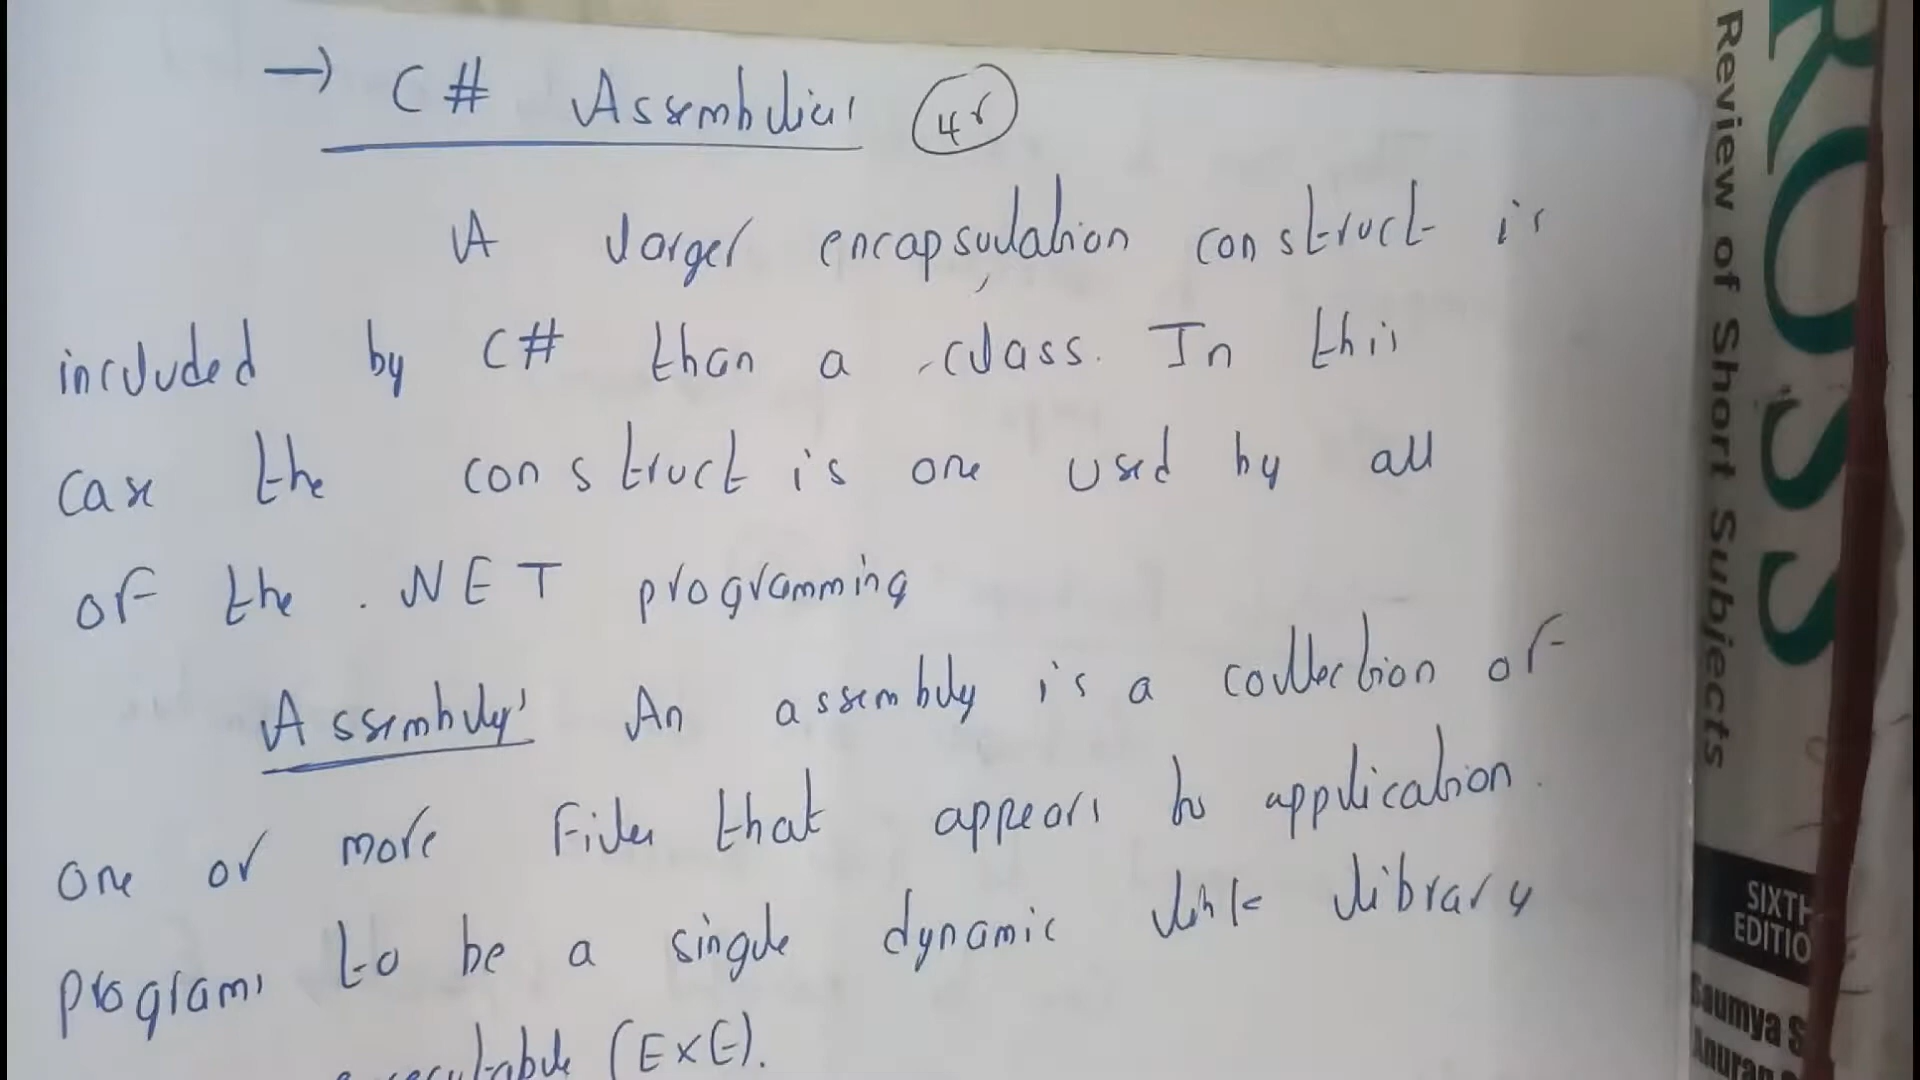 → C# Assemblies
A larger encapsulation construct is
included by C# than a class. In this
case the construct is one used by all
of the .NET programming
Assembly: An assembly is a collection of
one or more Files that appears to application
programs to be a single dynamic link library
executable (EXE).
ROSS
Review of Short Subjects
SIXTH
EDITIO
Saumya S
Anurag